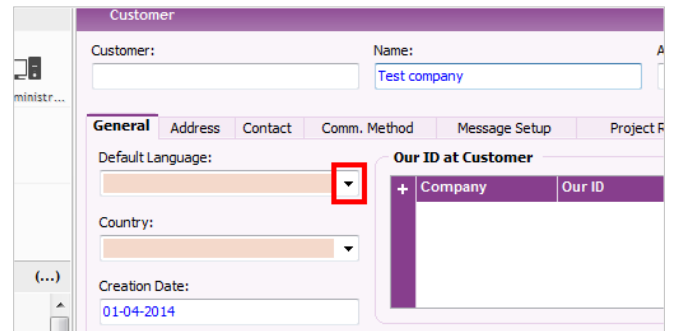 Customer
Customer:
Name:
ministr...
Test company
General Address Contact Comm. Method Message Setup Project R
Default Language:
Our ID at Customer
+ Company Our ID
Country:
(...)
Creation Date:
01-04-2014